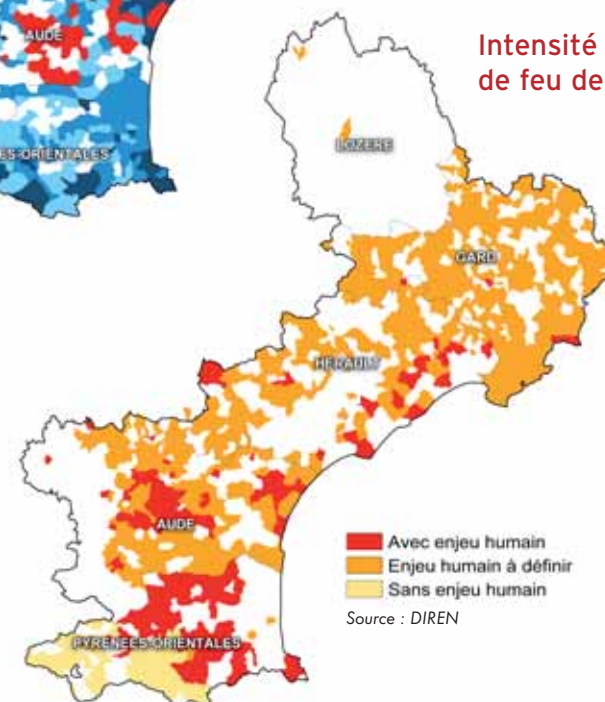 AUDE
ES-ORIENTALES
Intensité
de feu de
LOZERE
GARD
HERAULT
AUDE
PYRENEES-ORIENTALES
Avec enjeu humain
Enjeu humain à définir
Sans enjeu humain
Source : DIREN